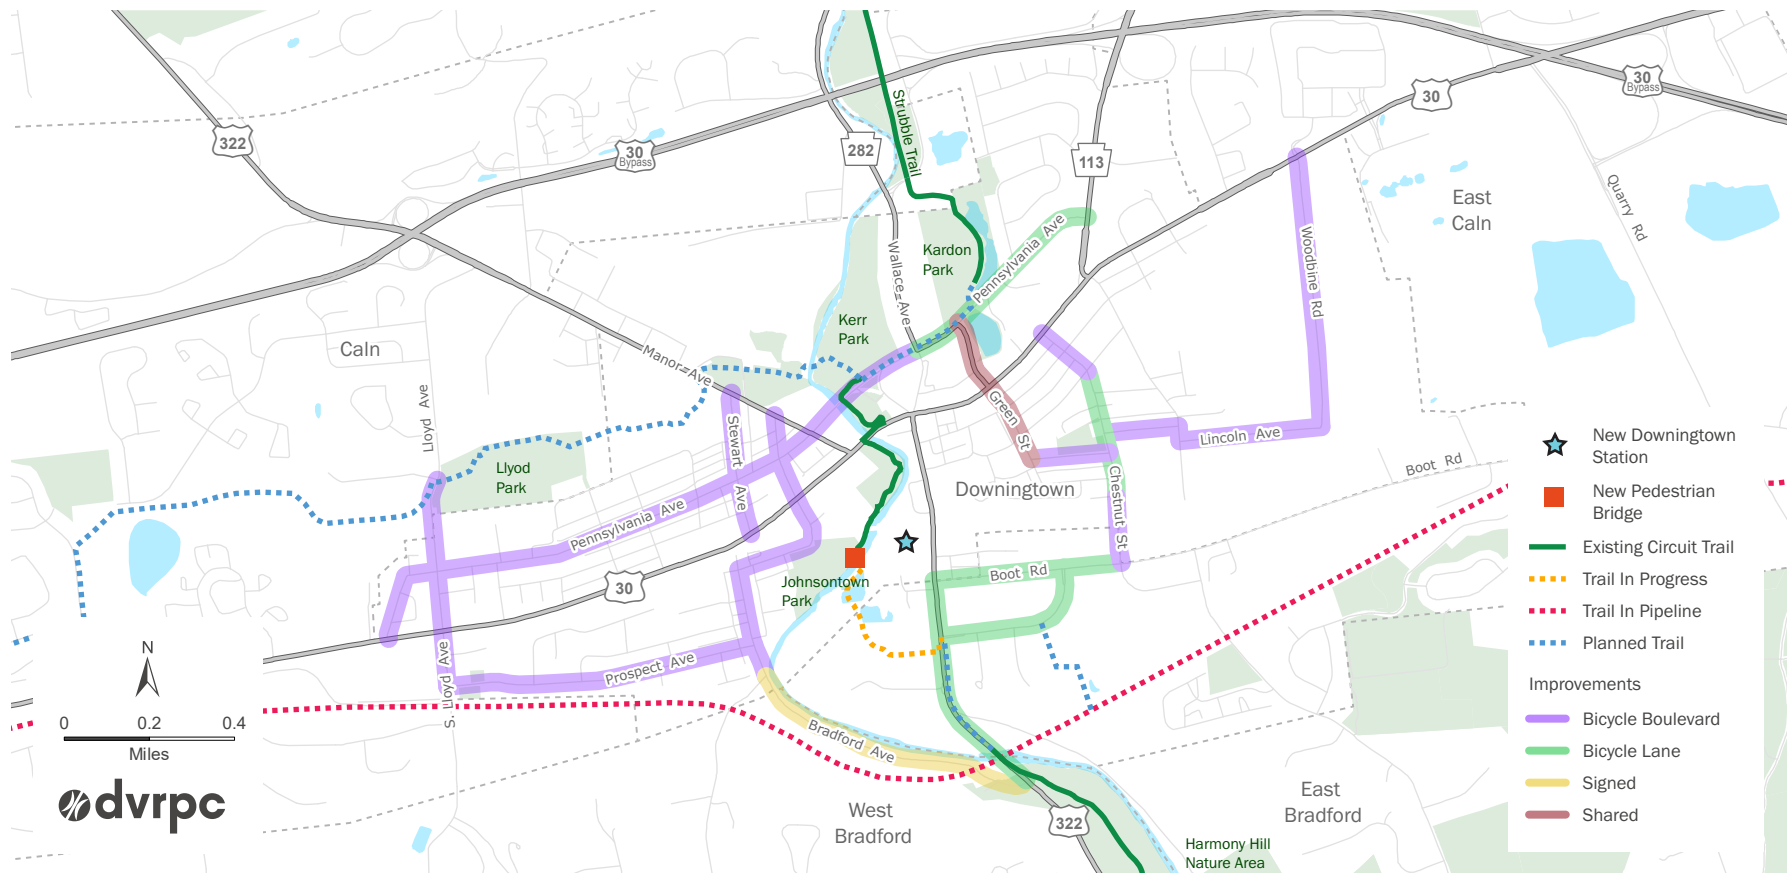 322
30
Bypass
282
Strubble Trail
113
30
30
Bypass
East
Caln
Quarry Rd
Woodbine Rd
Kardon
Park
Pennsylvania Ave
Wallace Ave
Kerr
Park
Caln
Manor Ave
Lloyd Ave
Green St
Stewart Ave
Lincoln Ave
Llyod
Park
Downingtown
Chestnut St
Boot Rd
Pennsylvania Ave
30
Johnsontown
Park
Boot Rd
Prospect Ave
S Lloyd Ave
Bradford Ave
West
Bradford
322
East
Bradford
Harmony Hill
Nature Area
N
0 0.2 0.4
Miles
dvrpc
New Downingtown
Station
New Pedestrian
Bridge
Existing Circuit Trail
Trail In Progress
Trail In Pipeline
Planned Trail
Improvements
Bicycle Boulevard
Bicycle Lane
Signed
Shared